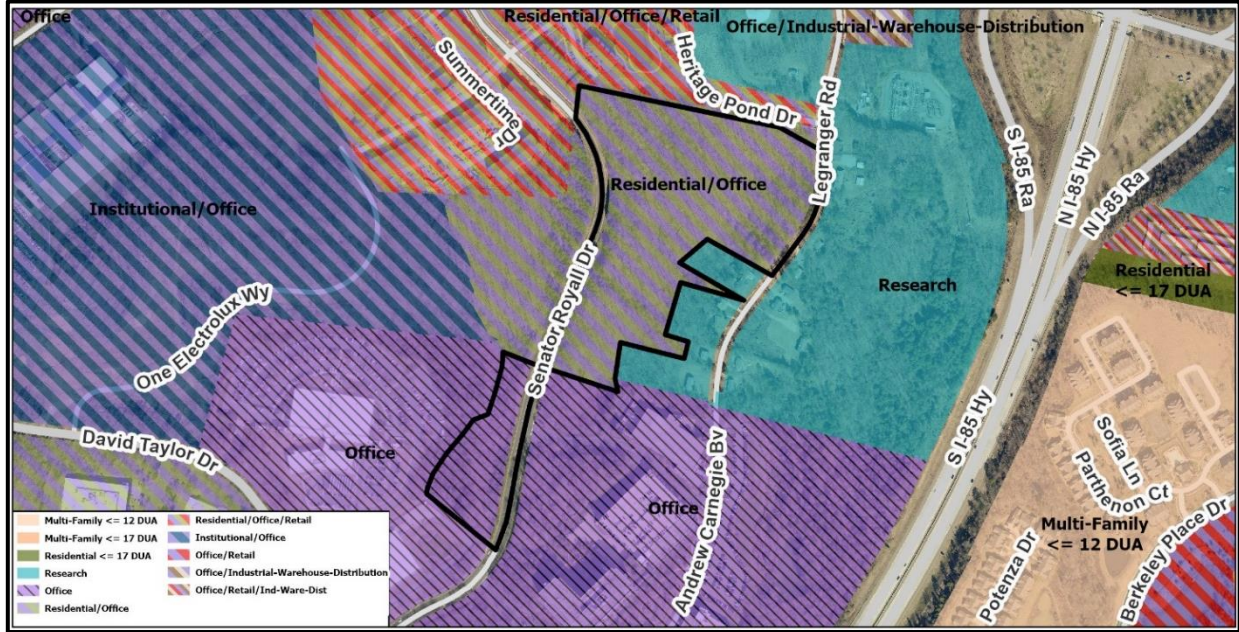 Office
Residential/Office/Retail
Office/Industrial-Warehouse-Distribution
Summertime Dr
Heritage Pond Dr
Legranger Rd
S I-85 Ra
N I-85 Hy
N I-85 Ra
Institutional/Office
Residential/Office
Research
Residential
<= 17 DUA
One Electrolux Wy
Senator Royall Dr
S I-85 Hy
David Taylor Dr
Office
Office
Andrew Carnegie Bv
Sofia Ln
Parthenon Ct
Multi-Family
<= 12 DUA
Potenza Dr
Berkeley Place Dr
Multi-Family <= 12 DUA
Multi-Family <= 17 DUA
Residential <= 17 DUA
Research
Office
Residential/Office
Residential/Office/Retail
Institutional/Office
Office/Retail
Office/Industrial-Warehouse-Distribution
Office/Retail/Ind-Ware-Dist